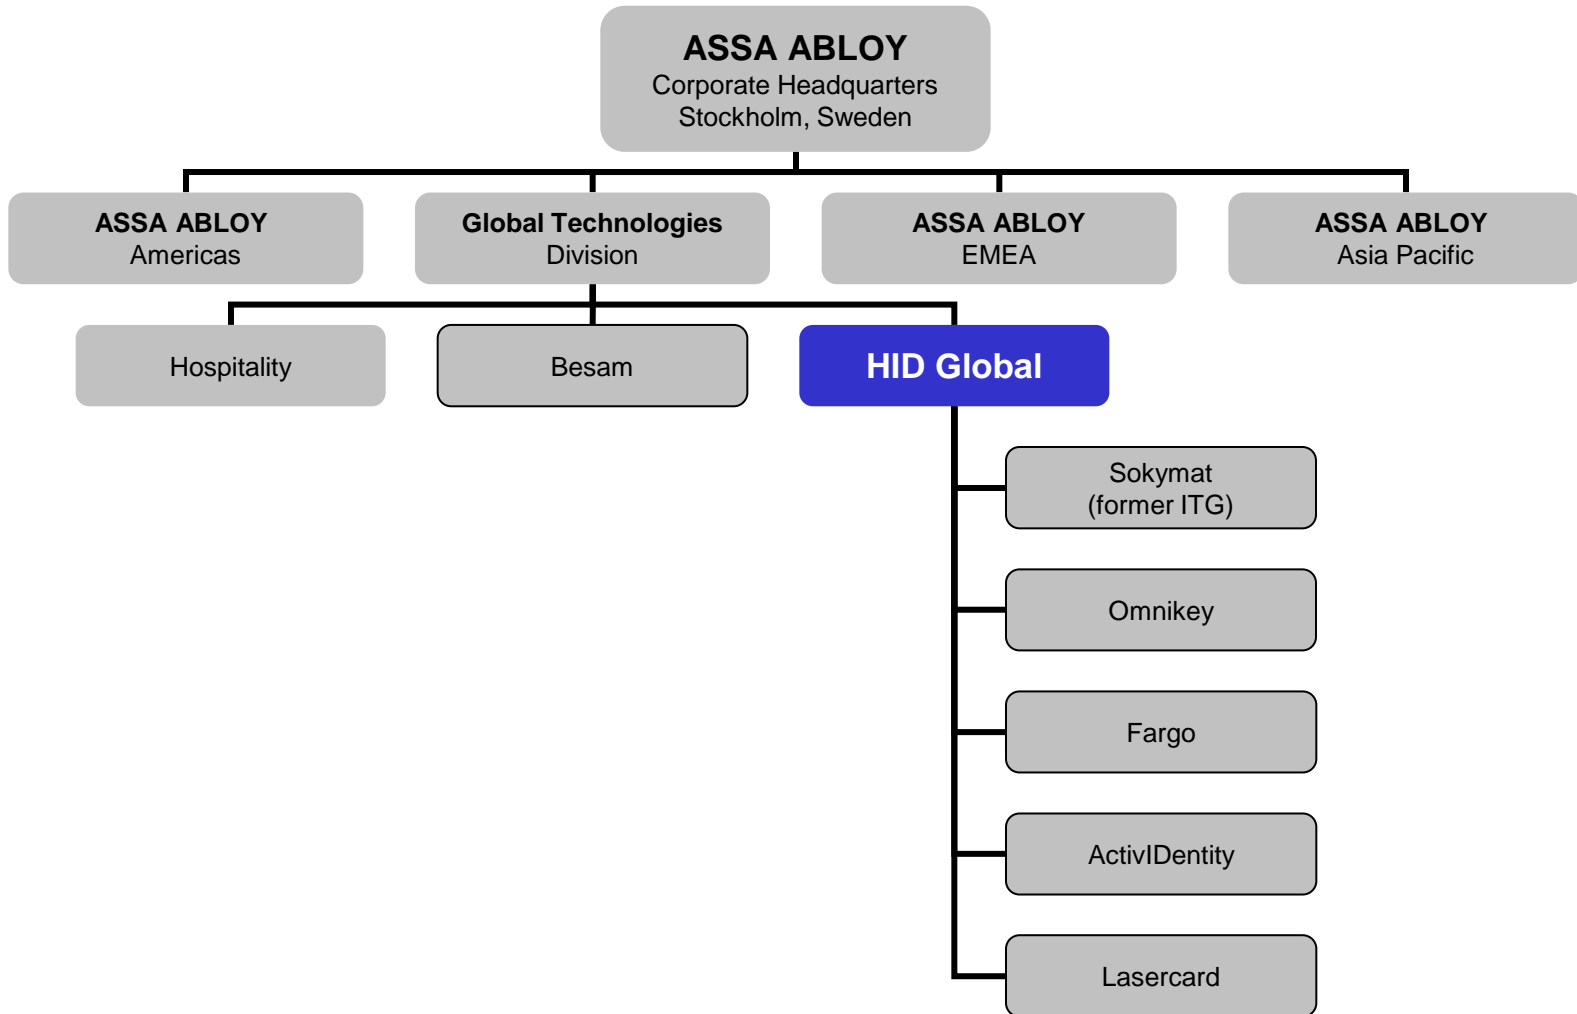 ASSA ABLOY
Corporate Headquarters
Stockholm, Sweden
ASSA ABLOY
Americas
Global Technologies
Division
ASSA ABLOY
EMEA
ASSA ABLOY
Asia Pacific
Hospitality
Besam
HID Global
Sokymat
(former ITG)
Omnikey
Fargo
ActivIDentity
Lasercard